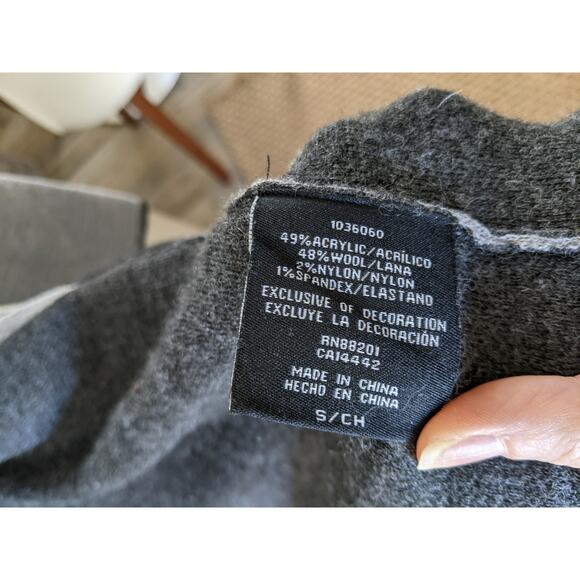 1036060
49%ACRYLIC/ACRÍLICO
48%WOOL/LANA
2%NYLON/NYLON
1%SPANDEX/ELASTANO
EXCLUSIVE OF DECORATION
EXCLUYE LA DECORACIÓN
RN88201
CA14442
MADE IN CHINA
HECHO EN CHINA
S/CH